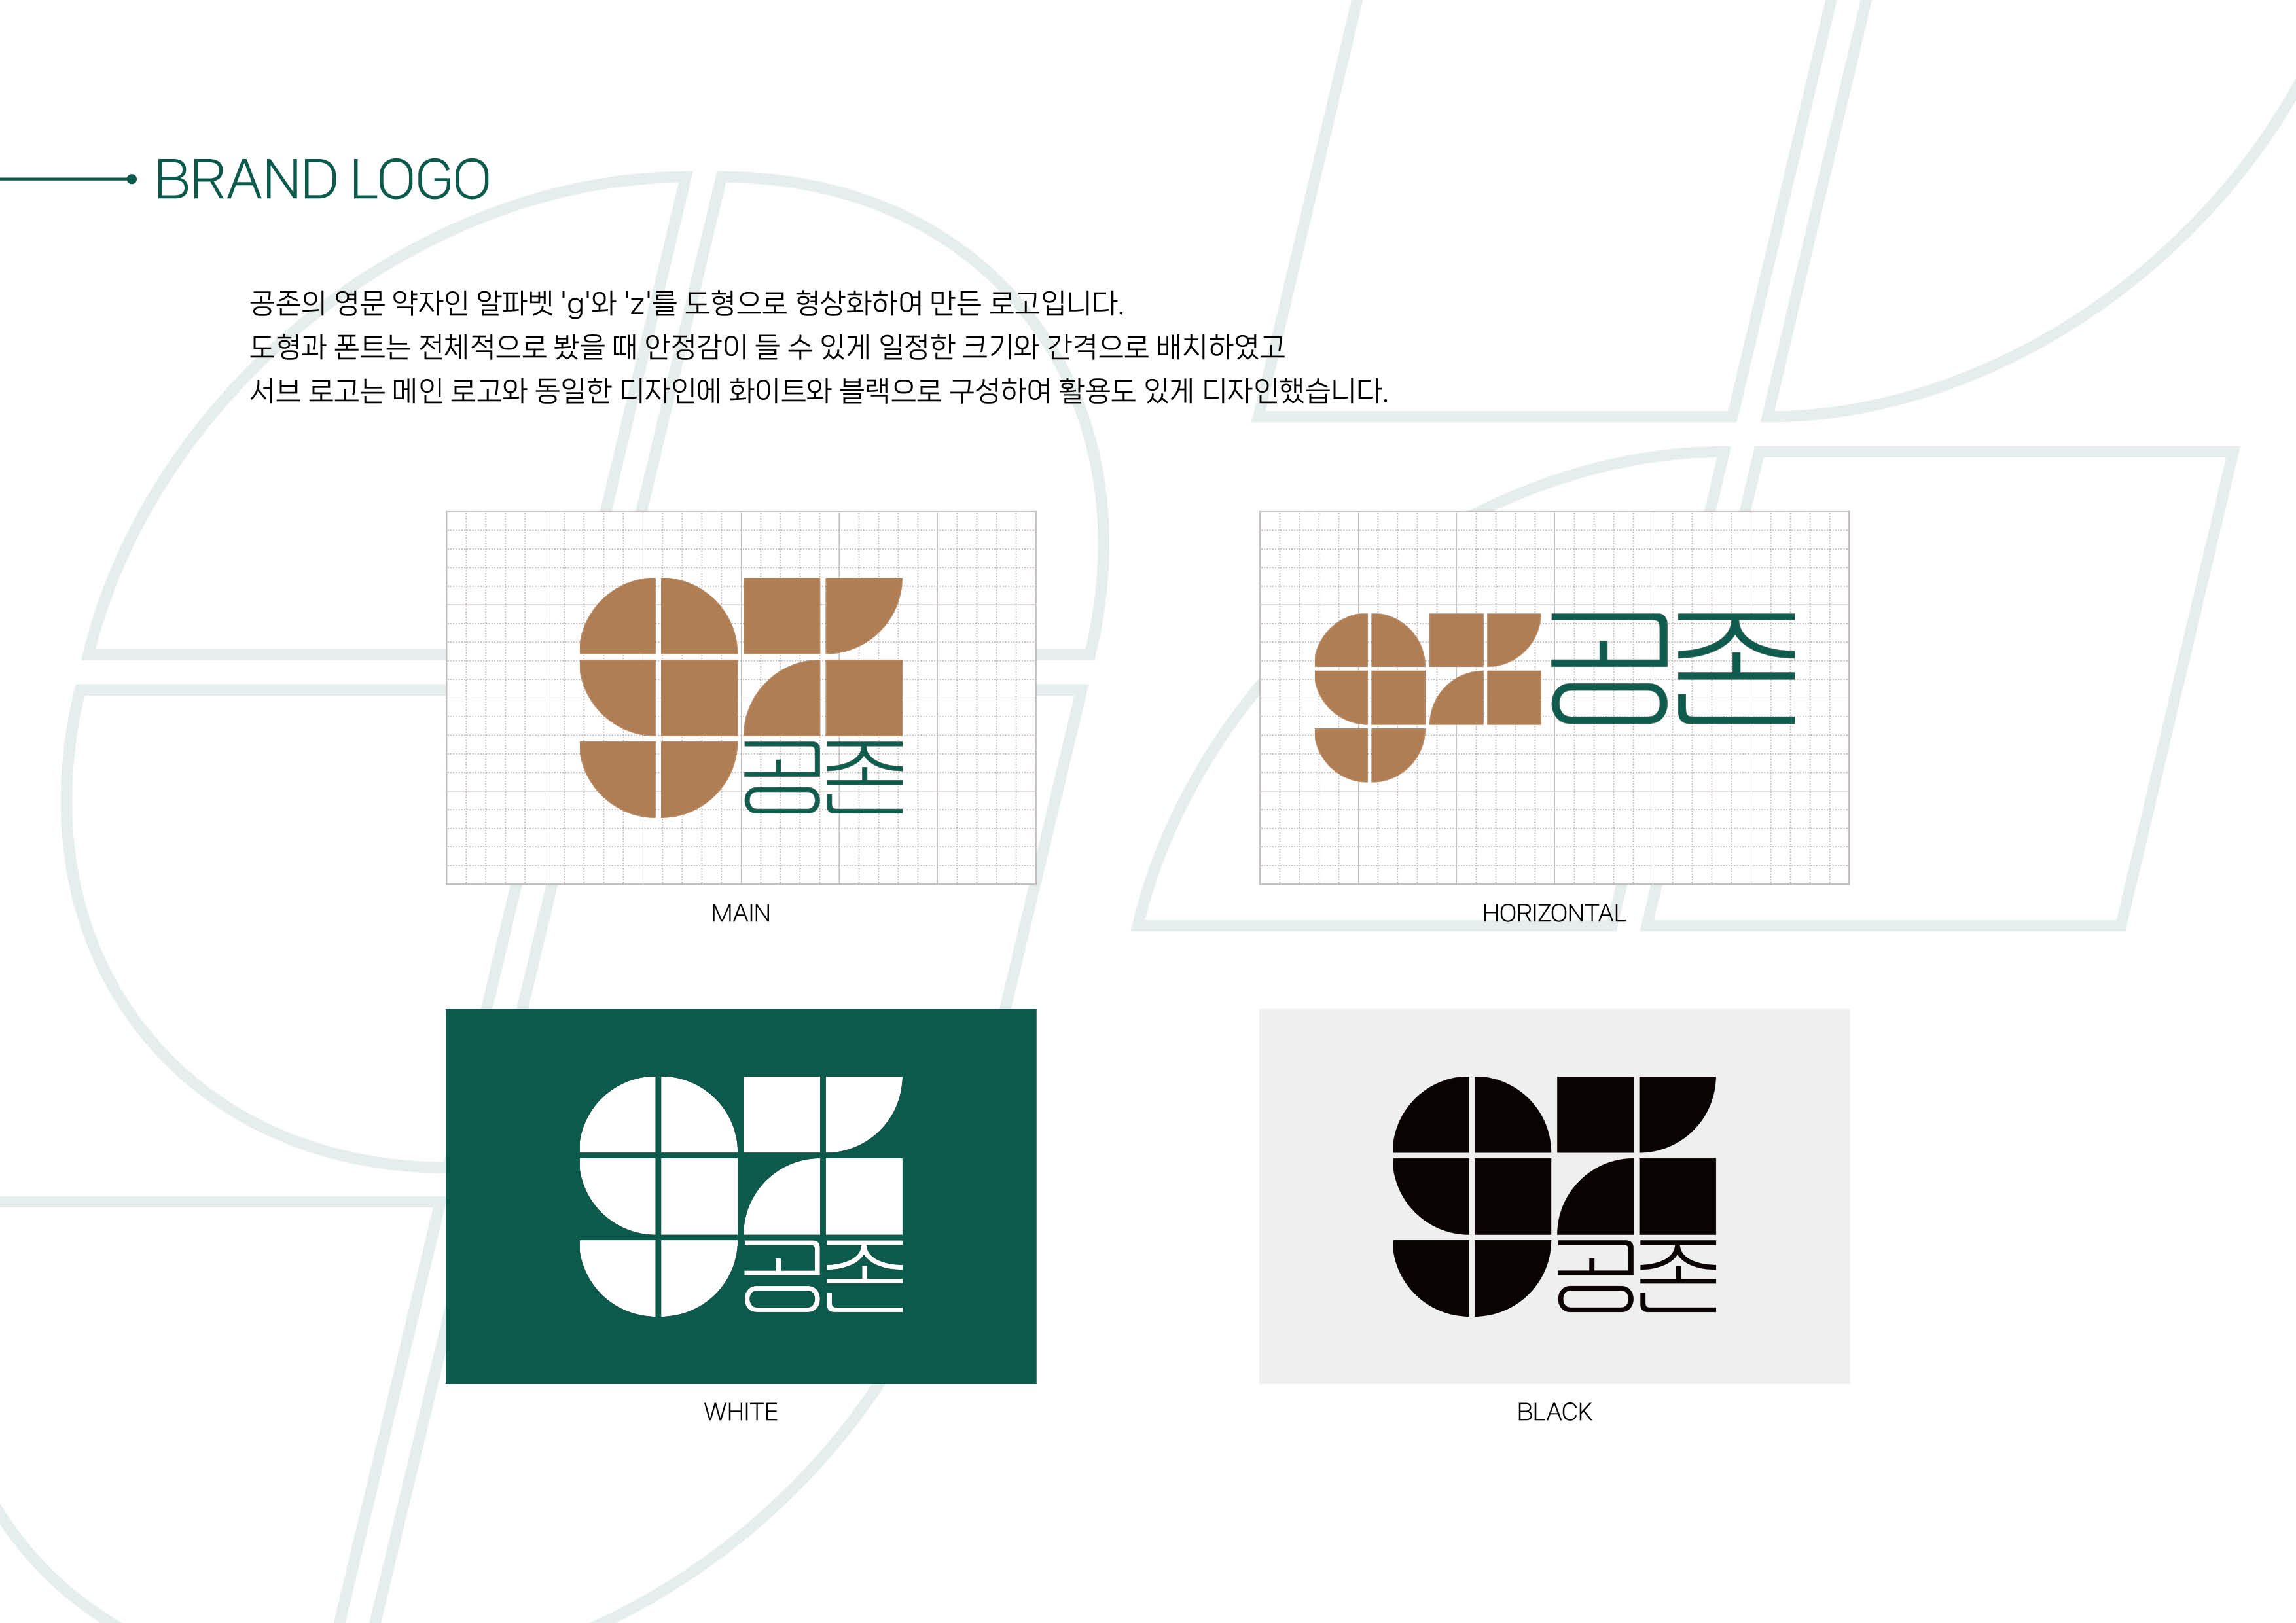 BRAND LOGO
공존의 영문 약자인 알파벳 'g'와 'z'를 도형으로 형상화하여 만든 로고입니다.
도형과 폰트는 전체적으로 봤을 때 안정감이 들 수 있게 일정한 크기와 간격으로 배치하였고
서브 로고는 메인 로고와 동일한 디자인에 화이트와 블랙으로 구성하여 활용도 있게 디자인했습니다.
gz
공존
MAIN
gz 공존
HORIZONTAL
gz
공존
WHITE
gz
공존
BLACK